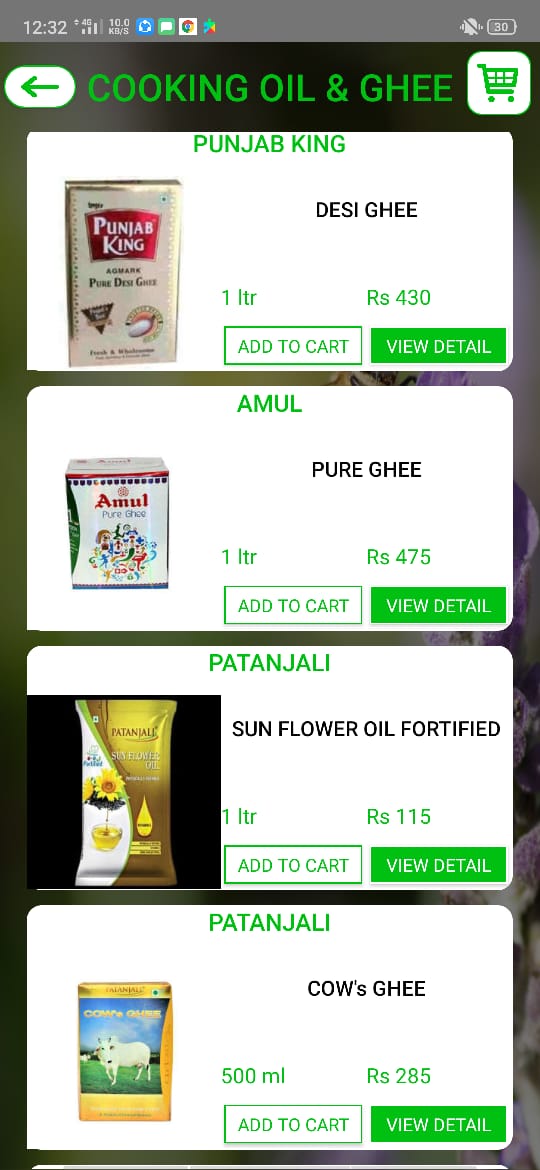 12:32
4G
10.0
KB/S
30
COOKING OIL & GHEE
PUNJAB KING
PUNJAB
KING
AGMARK
PURE DESI GHEE
Fresh & Wholesome
DESI GHEE
1 ltr
Rs 430
ADD TO CART
VIEW DETAIL
AMUL
Amul
Pure Ghee
PURE GHEE
1 ltr
Rs 475
ADD TO CART
VIEW DETAIL
PATANJALI
PATANJALI
SUN FLOWER
OIL
SUN FLOWER OIL FORTIFIED
1 ltr
Rs 115
ADD TO CART
VIEW DETAIL
PATANJALI
PATANJALI
COW's GHEE
COW's GHEE
500 ml
Rs 285
ADD TO CART
VIEW DETAIL